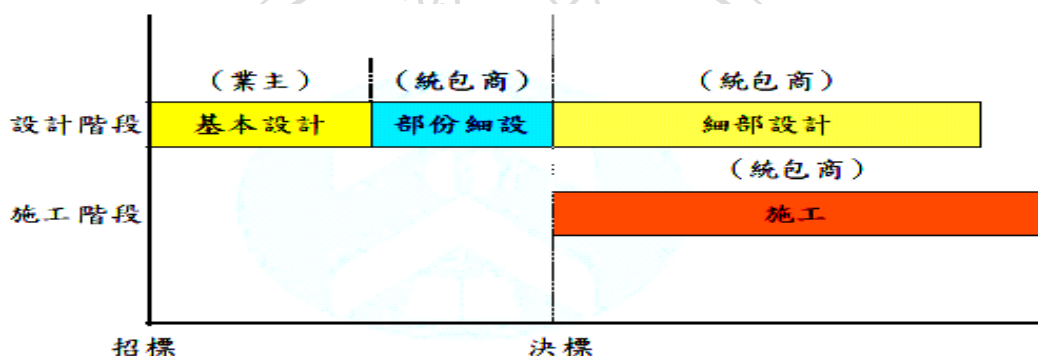 （業主）
（統包商）
（統包商）
設計階段
基本設計
部份細設
細部設計
（統包商）
施工階段
施工
招標
決標